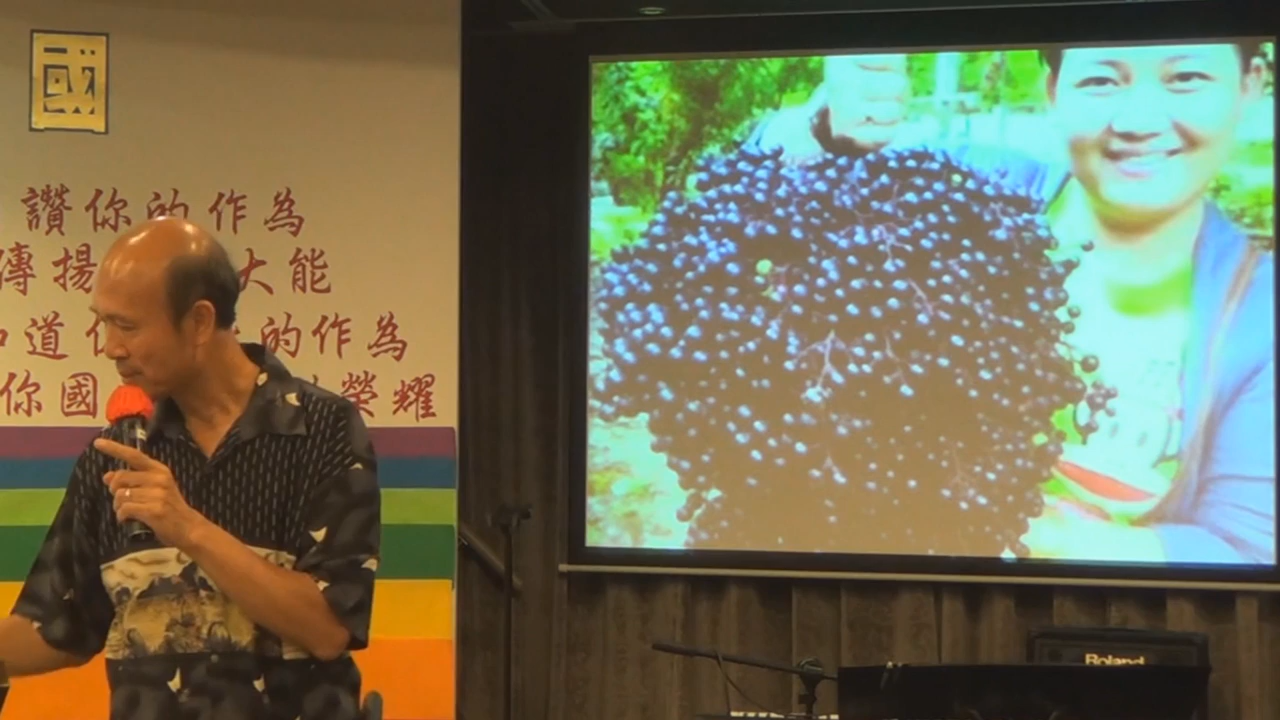 國
讚你的作為
傳揚 大能
道 的作為
你國 榮耀
Roland